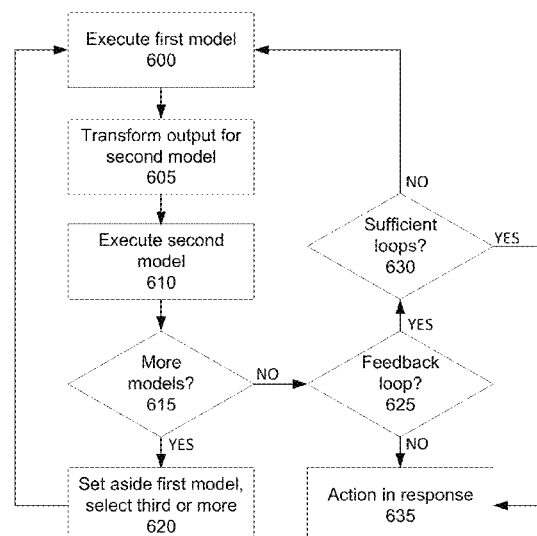 Execute first model
600
Transform output for
second model
605
Execute second
model
610
More
models?
615
YES
Set aside first model,
select third or more
620
NO
Feedback
loop?
625
YES
NO
Sufficient
loops?
630
NO
YES
Action in response
635